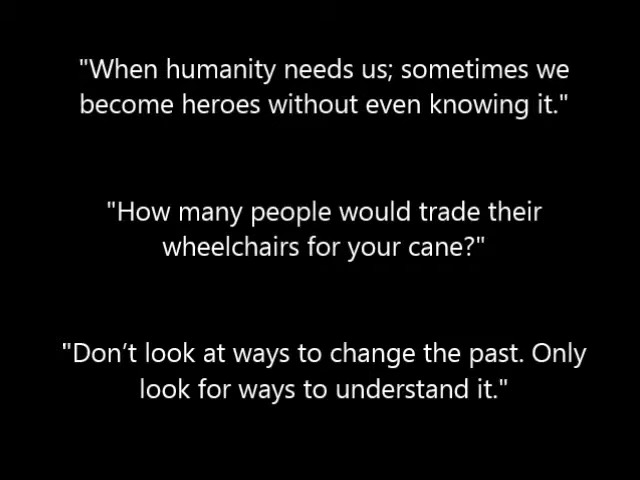 "When humanity needs us; sometimes we
become heroes without even knowing it."
"How many people would trade their
wheelchairs for your cane?"
"Don’t look at ways to change the past. Only
look for ways to understand it."